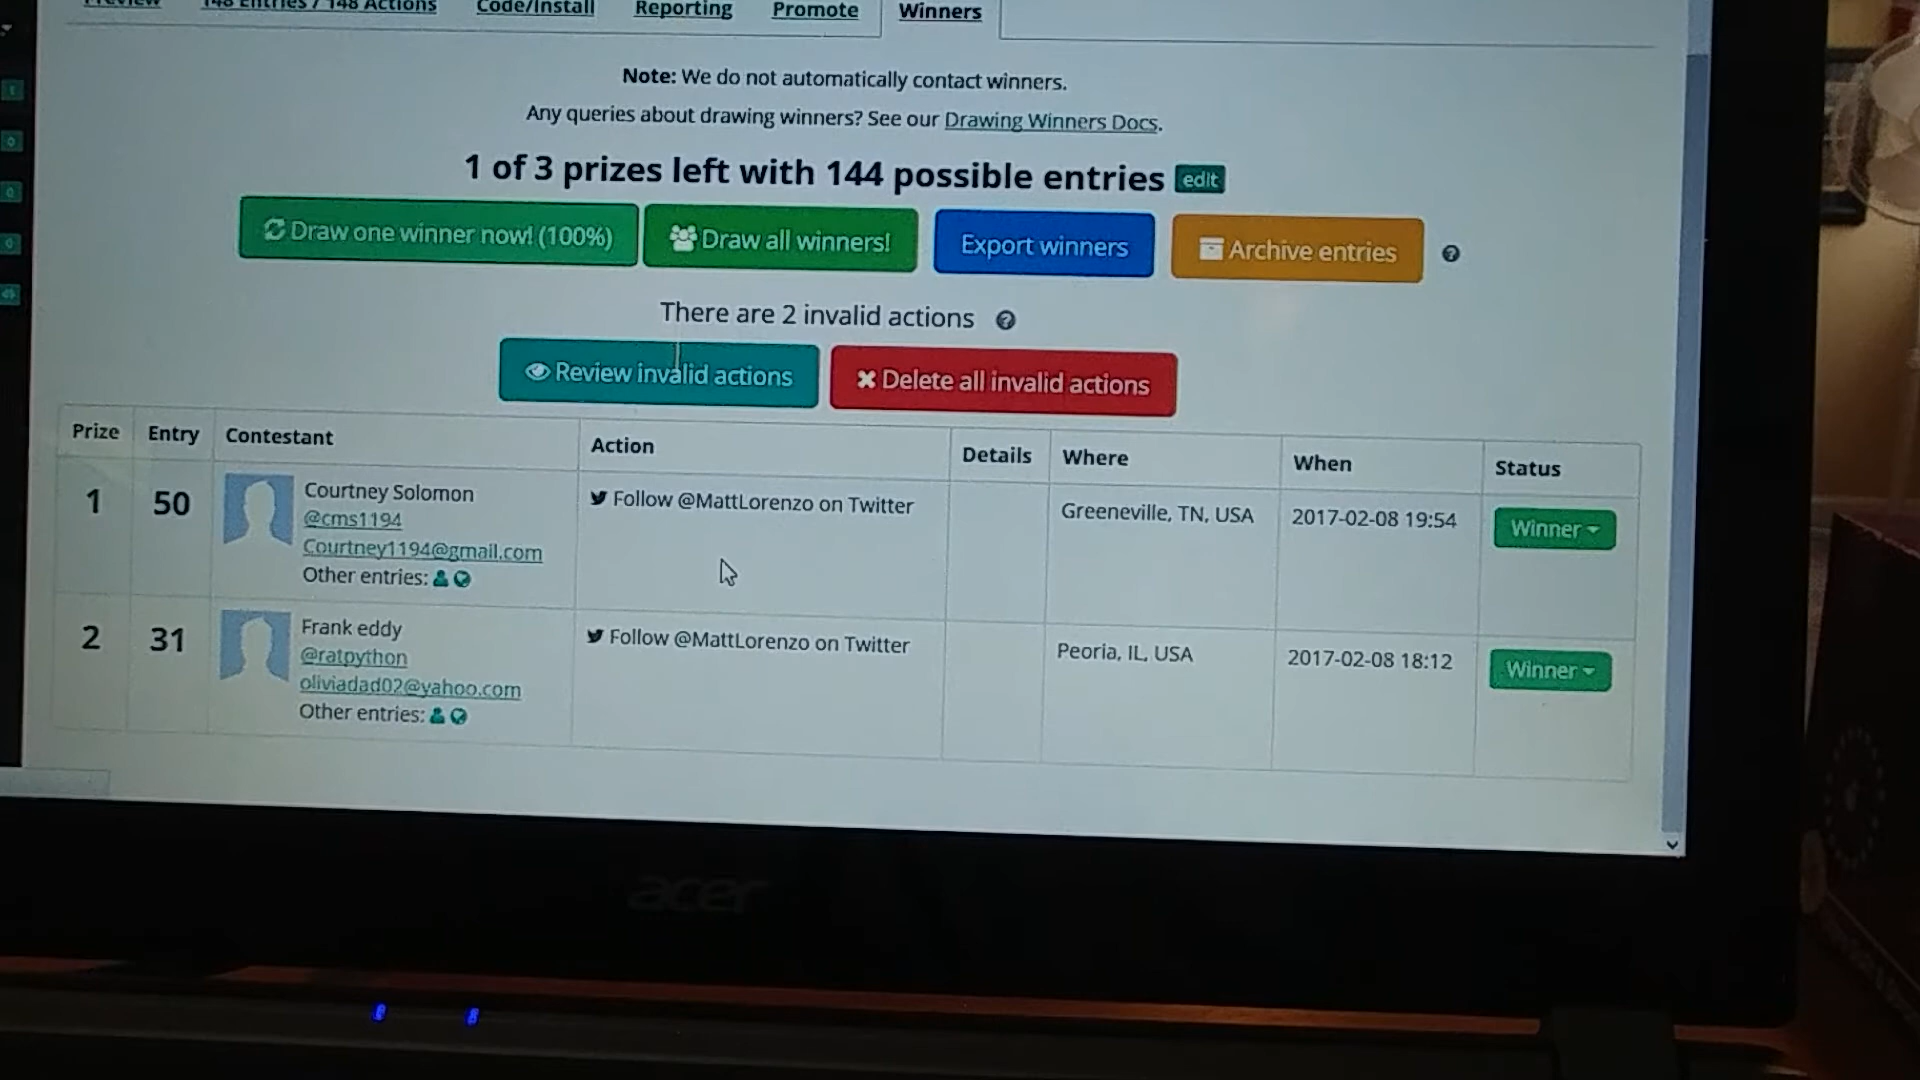 Preview 148 Entries / 148 Actions Code/Install Reporting Promote Winners
Note: We do not automatically contact winners.
Any queries about drawing winners? See our Drawing Winners Docs.
1 of 3 prizes left with 144 possible entries edit
Draw one winner now! (100%) Draw all winners! Export winners Archive entries
There are 2 invalid actions
Review invalid actions Delete all invalid actions
Prize Entry Contestant Action Details Where When Status
1 50 Courtney Solomon Follow @MattLorenzo on Twitter Greeneville, TN, USA 2017-02-08 19:54 Winner
@cms1194
Courtney1194@gmail.com
Other entries:
2 31 Frank eddy Follow @MattLorenzo on Twitter Peoria, IL, USA 2017-02-08 18:12 Winner
@ratpython
oliviadad02@yahoo.com
Other entries:
acer